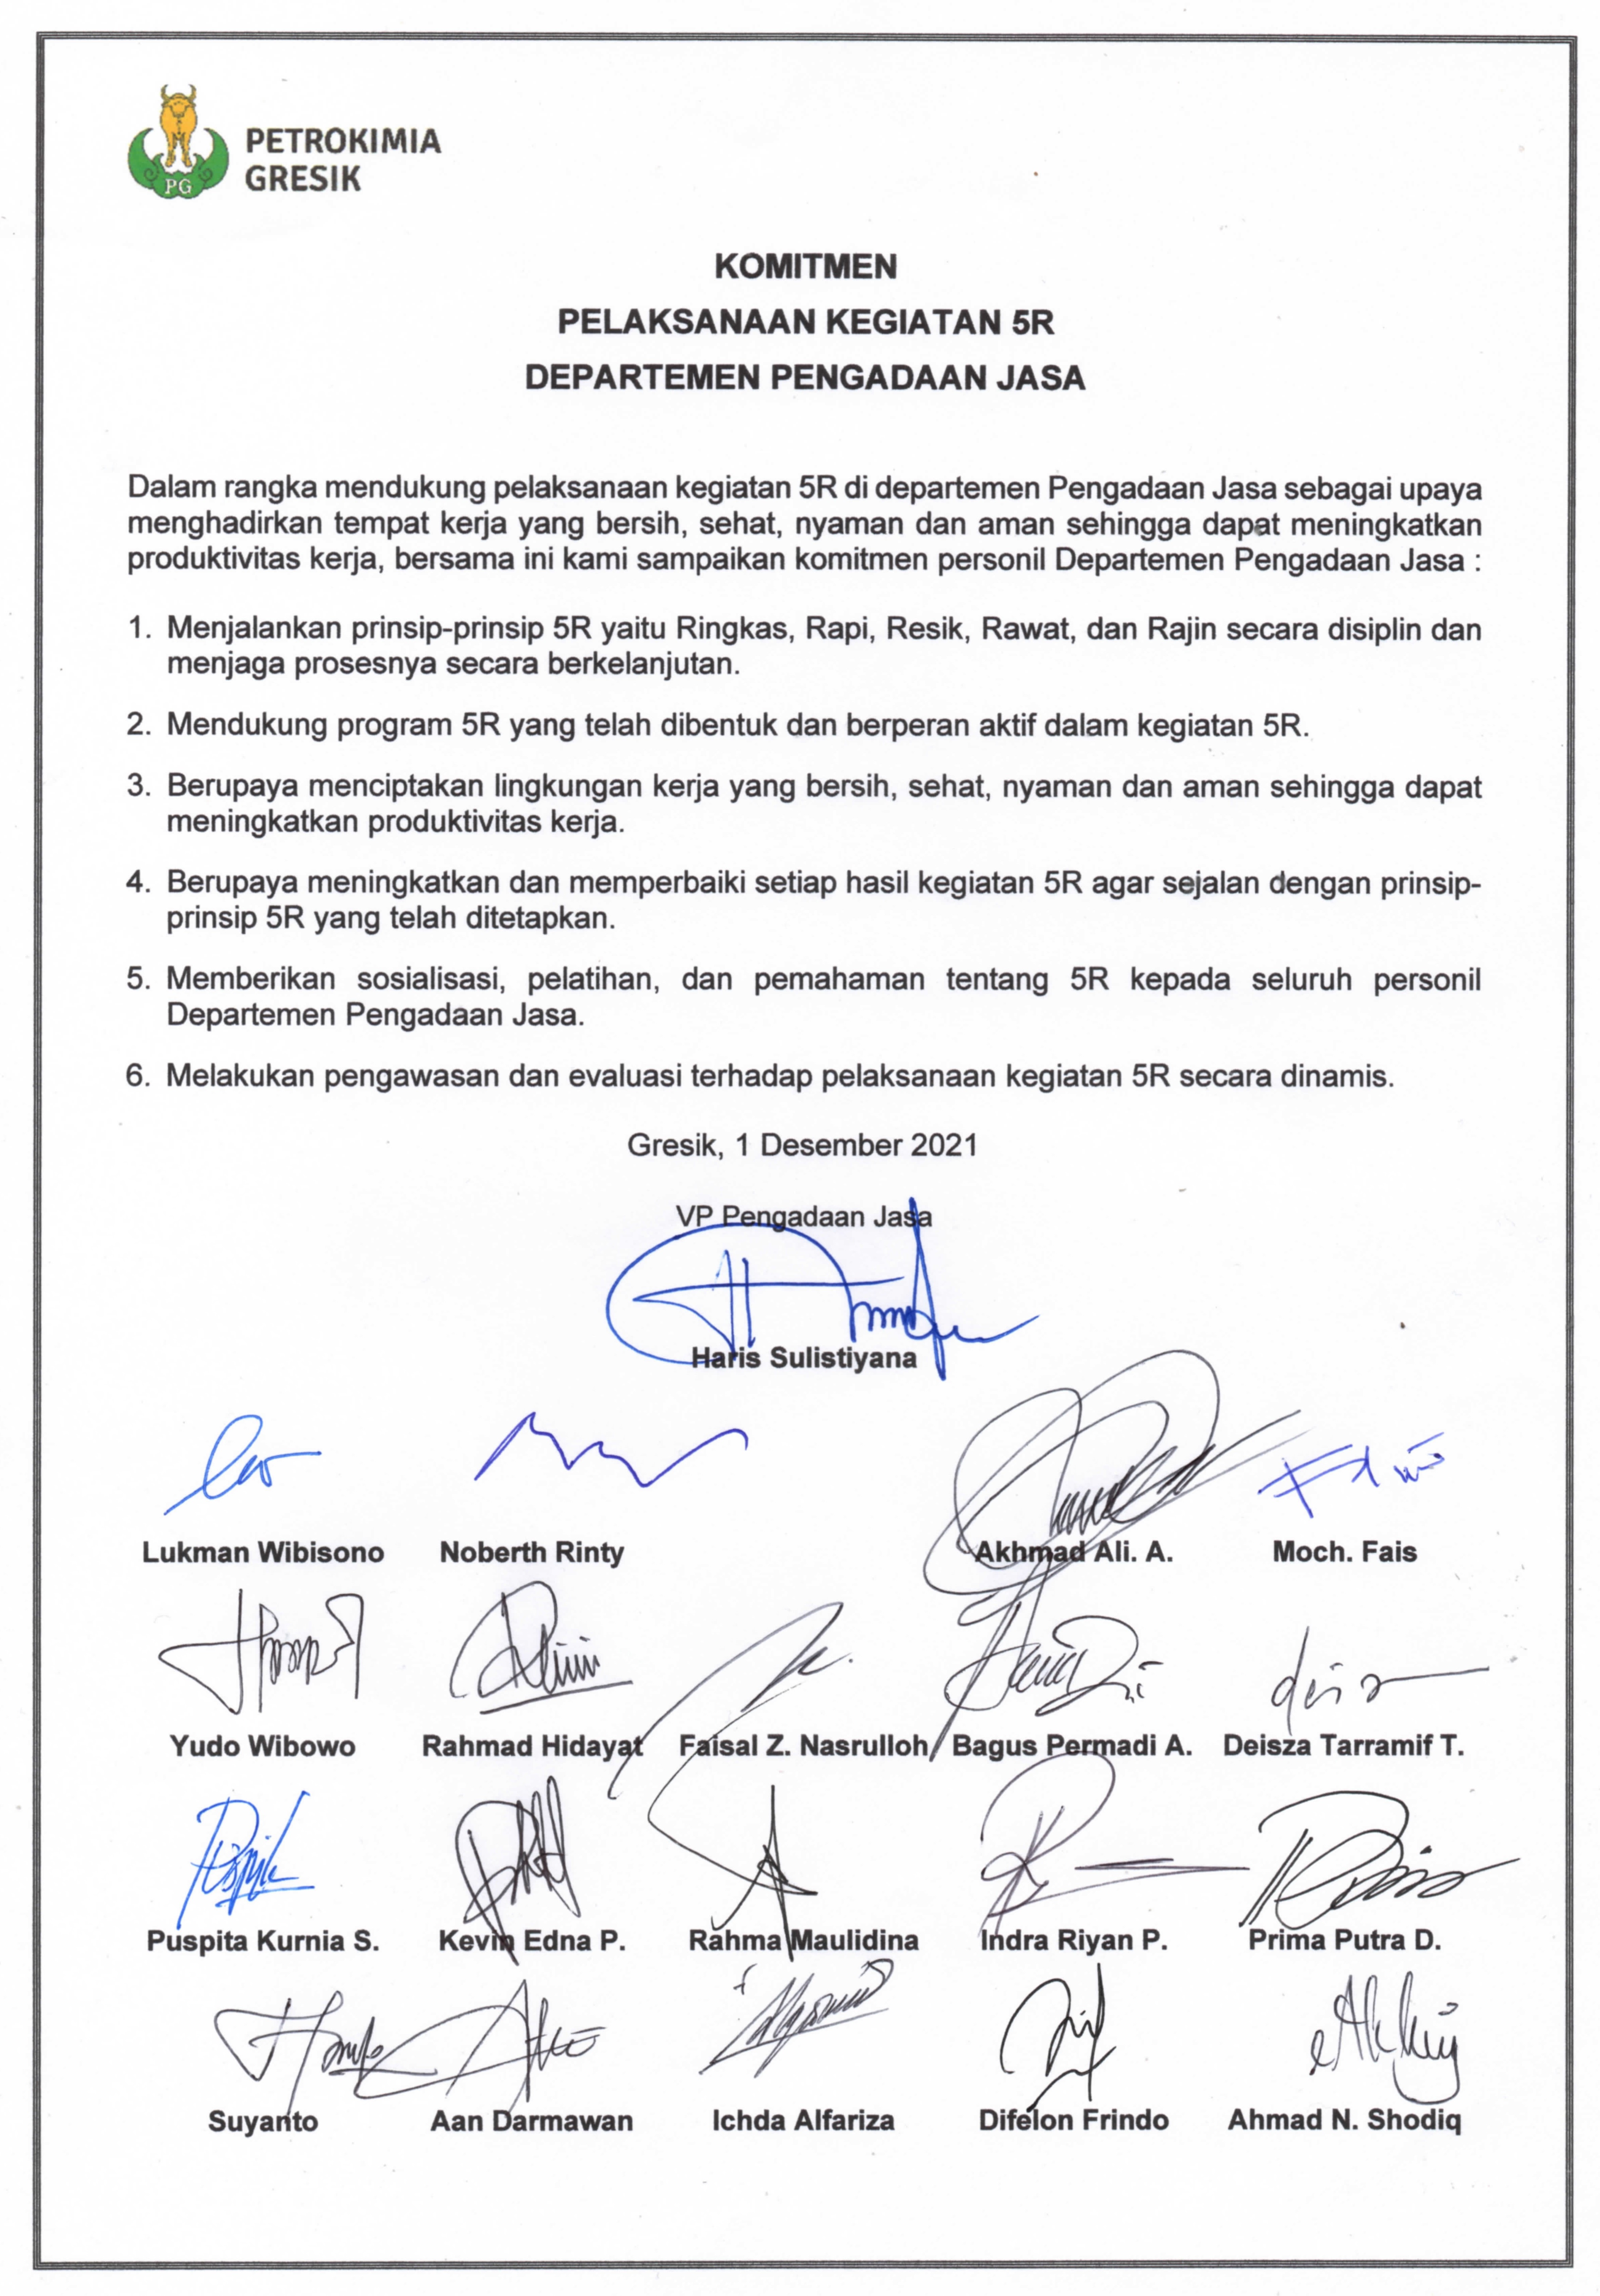 PETROKIMIA
GRESIK
PG
KOMITMEN
PELAKSANAAN KEGIATAN 5R
DEPARTEMEN PENGADAAN JASA
Dalam rangka mendukung pelaksanaan kegiatan 5R di departemen Pengadaan Jasa sebagai upaya
menghadirkan tempat kerja yang bersih, sehat, nyaman dan aman sehingga dapat meningkatkan
produktivitas kerja, bersama ini kami sampaikan komitmen personil Departemen Pengadaan Jasa :
1. Menjalankan prinsip-prinsip 5R yaitu Ringkas, Rapi, Resik, Rawat, dan Rajin secara disiplin dan
menjaga prosesnya secara berkelanjutan.
2. Mendukung program 5R yang telah dibentuk dan berperan aktif dalam kegiatan 5R.
3. Berupaya menciptakan lingkungan kerja yang bersih, sehat, nyaman dan aman sehingga dapat
meningkatkan produktivitas kerja.
4. Berupaya meningkatkan dan memperbaiki setiap hasil kegiatan 5R agar sejalan dengan prinsip-
prinsip 5R yang telah ditetapkan.
5. Memberikan sosialisasi, pelatihan, dan pemahaman tentang 5R kepada seluruh personil
Departemen Pengadaan Jasa.
6. Melakukan pengawasan dan evaluasi terhadap pelaksanaan kegiatan 5R secara dinamis.
Gresik, 1 Desember 2021
VP Pengadaan Jasa
Haris Sulistiyana
Lukman Wibisono Noberth Rinty Akhmad Ali. A. Moch. Fais
Yudo Wibowo Rahmad Hidayat Faisal Z. Nasrulloh Bagus Permadi A. Deisza Tarramif T.
Puspita Kurnia S. Kevin Edna P. Rahma Maulidina Indra Riyan P. Prima Putra D.
Suyanto Aan Darmawan Ichda Alfariza Difelon Frindo Ahmad N. Shodiq